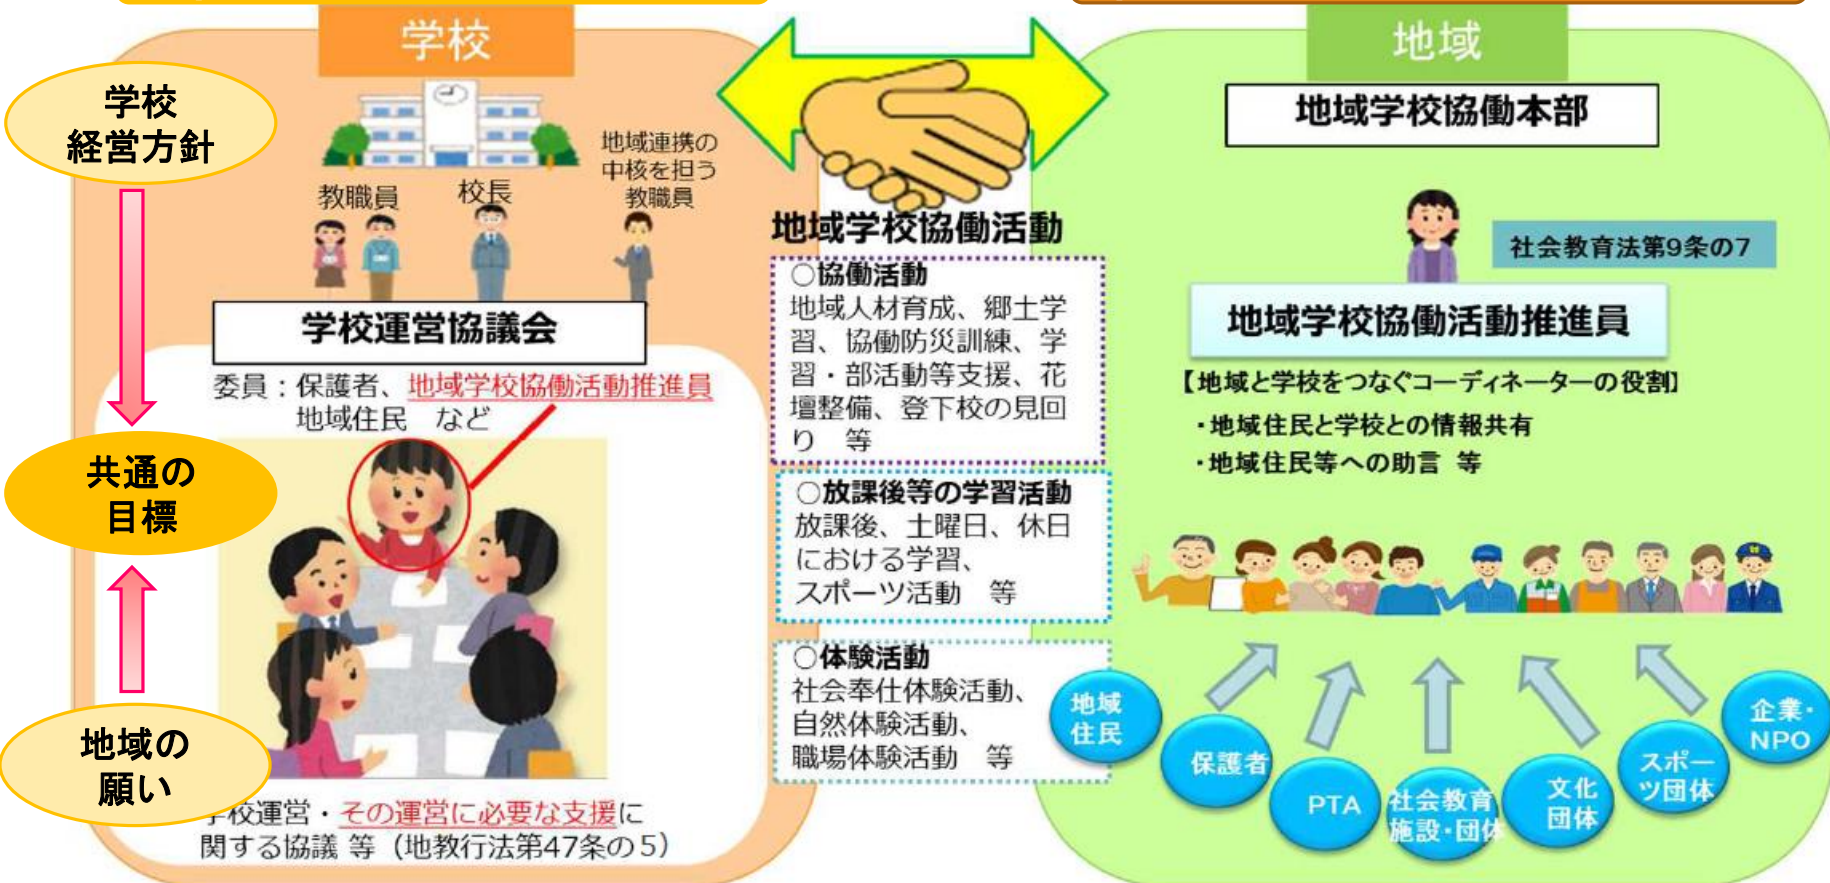 学校
経営方針
共通の
目標
地域の
願い
学校
教職員
校長
地域連携の
中核を担う
教職員
学校運営協議会
委員：保護者、地域学校協働活動推進員
地域住民　など
学校運営・その運営に必要な支援に
関する協議 等（地教行法第47条の5）
地域学校協働活動
○協働活動
地域人材育成、郷土学
習、協働防災訓練、学
習・部活動等支援、花
壇整備、登下校の見回
り　等
○放課後等の学習活動
放課後、土曜日、休日
における学習、
スポーツ活動　等
○体験活動
社会奉仕体験活動、
自然体験活動、
職場体験活動　等
地域
地域学校協働本部
社会教育法第9条の7
地域学校協働活動推進員
【地域と学校をつなぐコーディネーターの役割】
・地域住民と学校との情報共有
・地域住民等への助言 等
地域
住民
保護者
PTA
社会教育
施設・団体
文化
団体
スポー
ツ団体
企業・
NPO